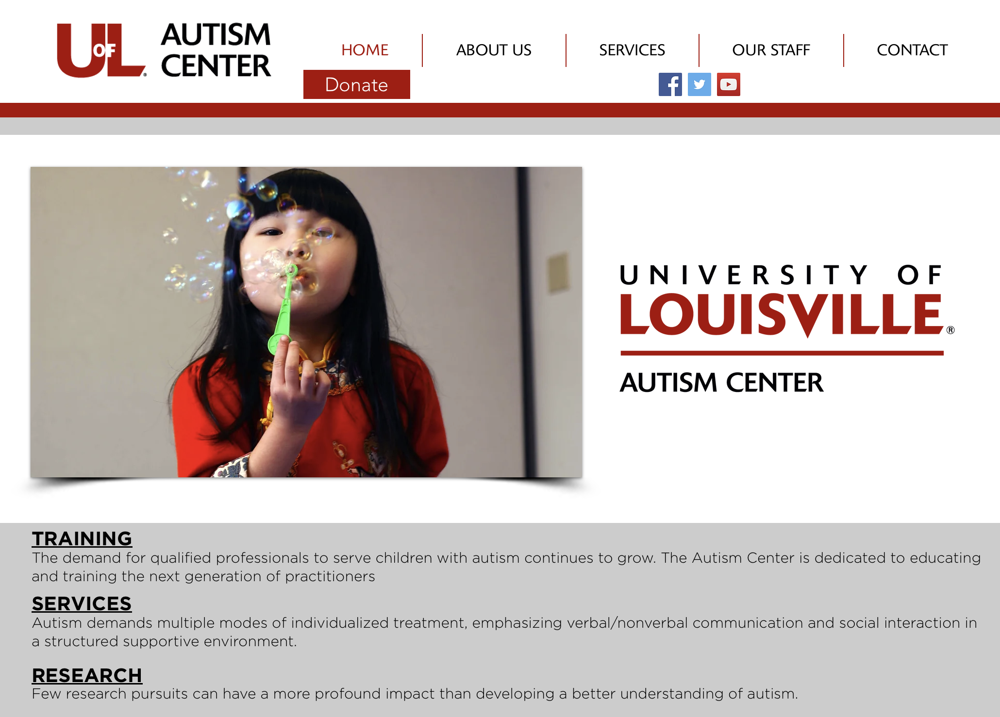 UOFL®
AUTISM
CENTER
HOME
ABOUT US
SERVICES
OUR STAFF
CONTACT
Donate
UNIVERSITY OF
LOUISVILLE®
AUTISM CENTER
TRAINING
The demand for qualified professionals to serve children with autism continues to grow. The Autism Center is dedicated to educating
and training the next generation of practitioners
SERVICES
Autism demands multiple modes of individualized treatment, emphasizing verbal/nonverbal communication and social interaction in
a structured supportive environment.
RESEARCH
Few research pursuits can have a more profound impact than developing a better understanding of autism.